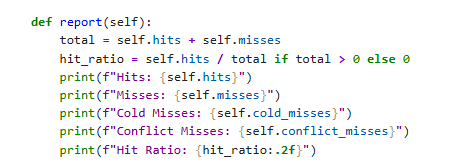 def report(self):
    total = self.hits + self.misses
    hit_ratio = self.hits / total if total > 0 else 0
    print(f"Hits: {self.hits}")
    print(f"Misses: {self.misses}")
    print(f"Cold Misses: {self.cold_misses}")
    print(f"Conflict Misses: {self.conflict_misses}")
    print(f"Hit Ratio: {hit_ratio:.2f}")